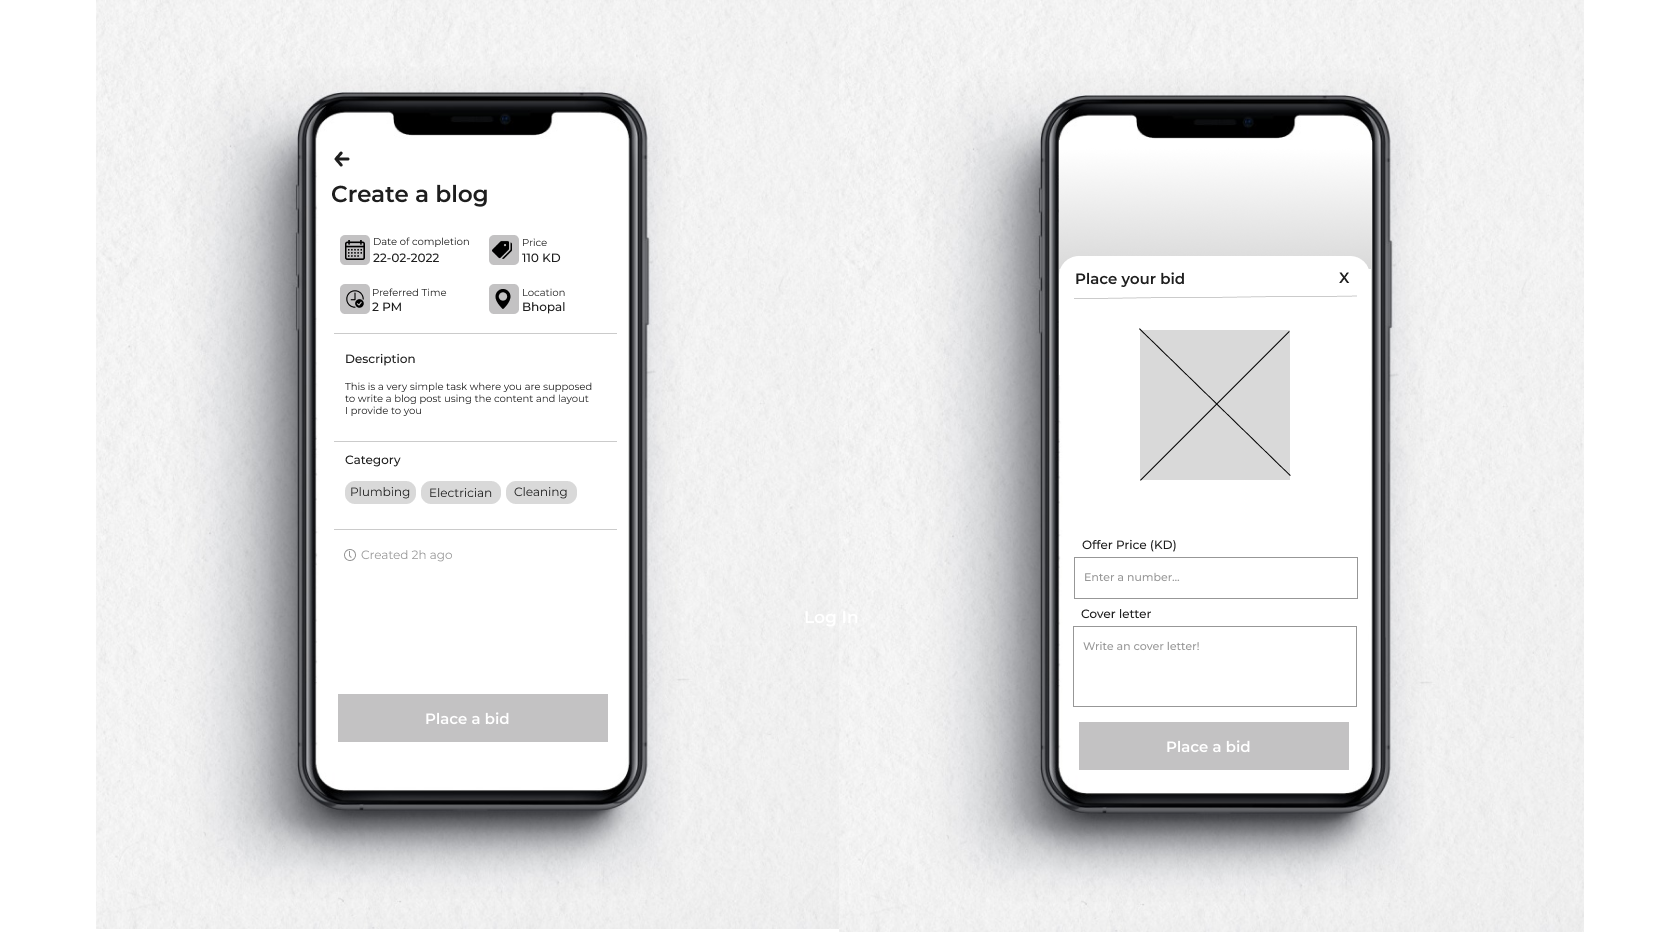 Create a blog
Date of completion
22-02-2022
Price
110 KD
Preferred Time
2 PM
Location
Bhopal
Description
This is a very simple task where you are supposed
to write a blog post using the content and layout
I provide to you
Category
Plumbing
Electrician
Cleaning
Created 2h ago
Place a bid
Log In
Place your bid
X
Offer Price (KD)
Enter a number...
Cover letter
Write an cover letter!
Place a bid